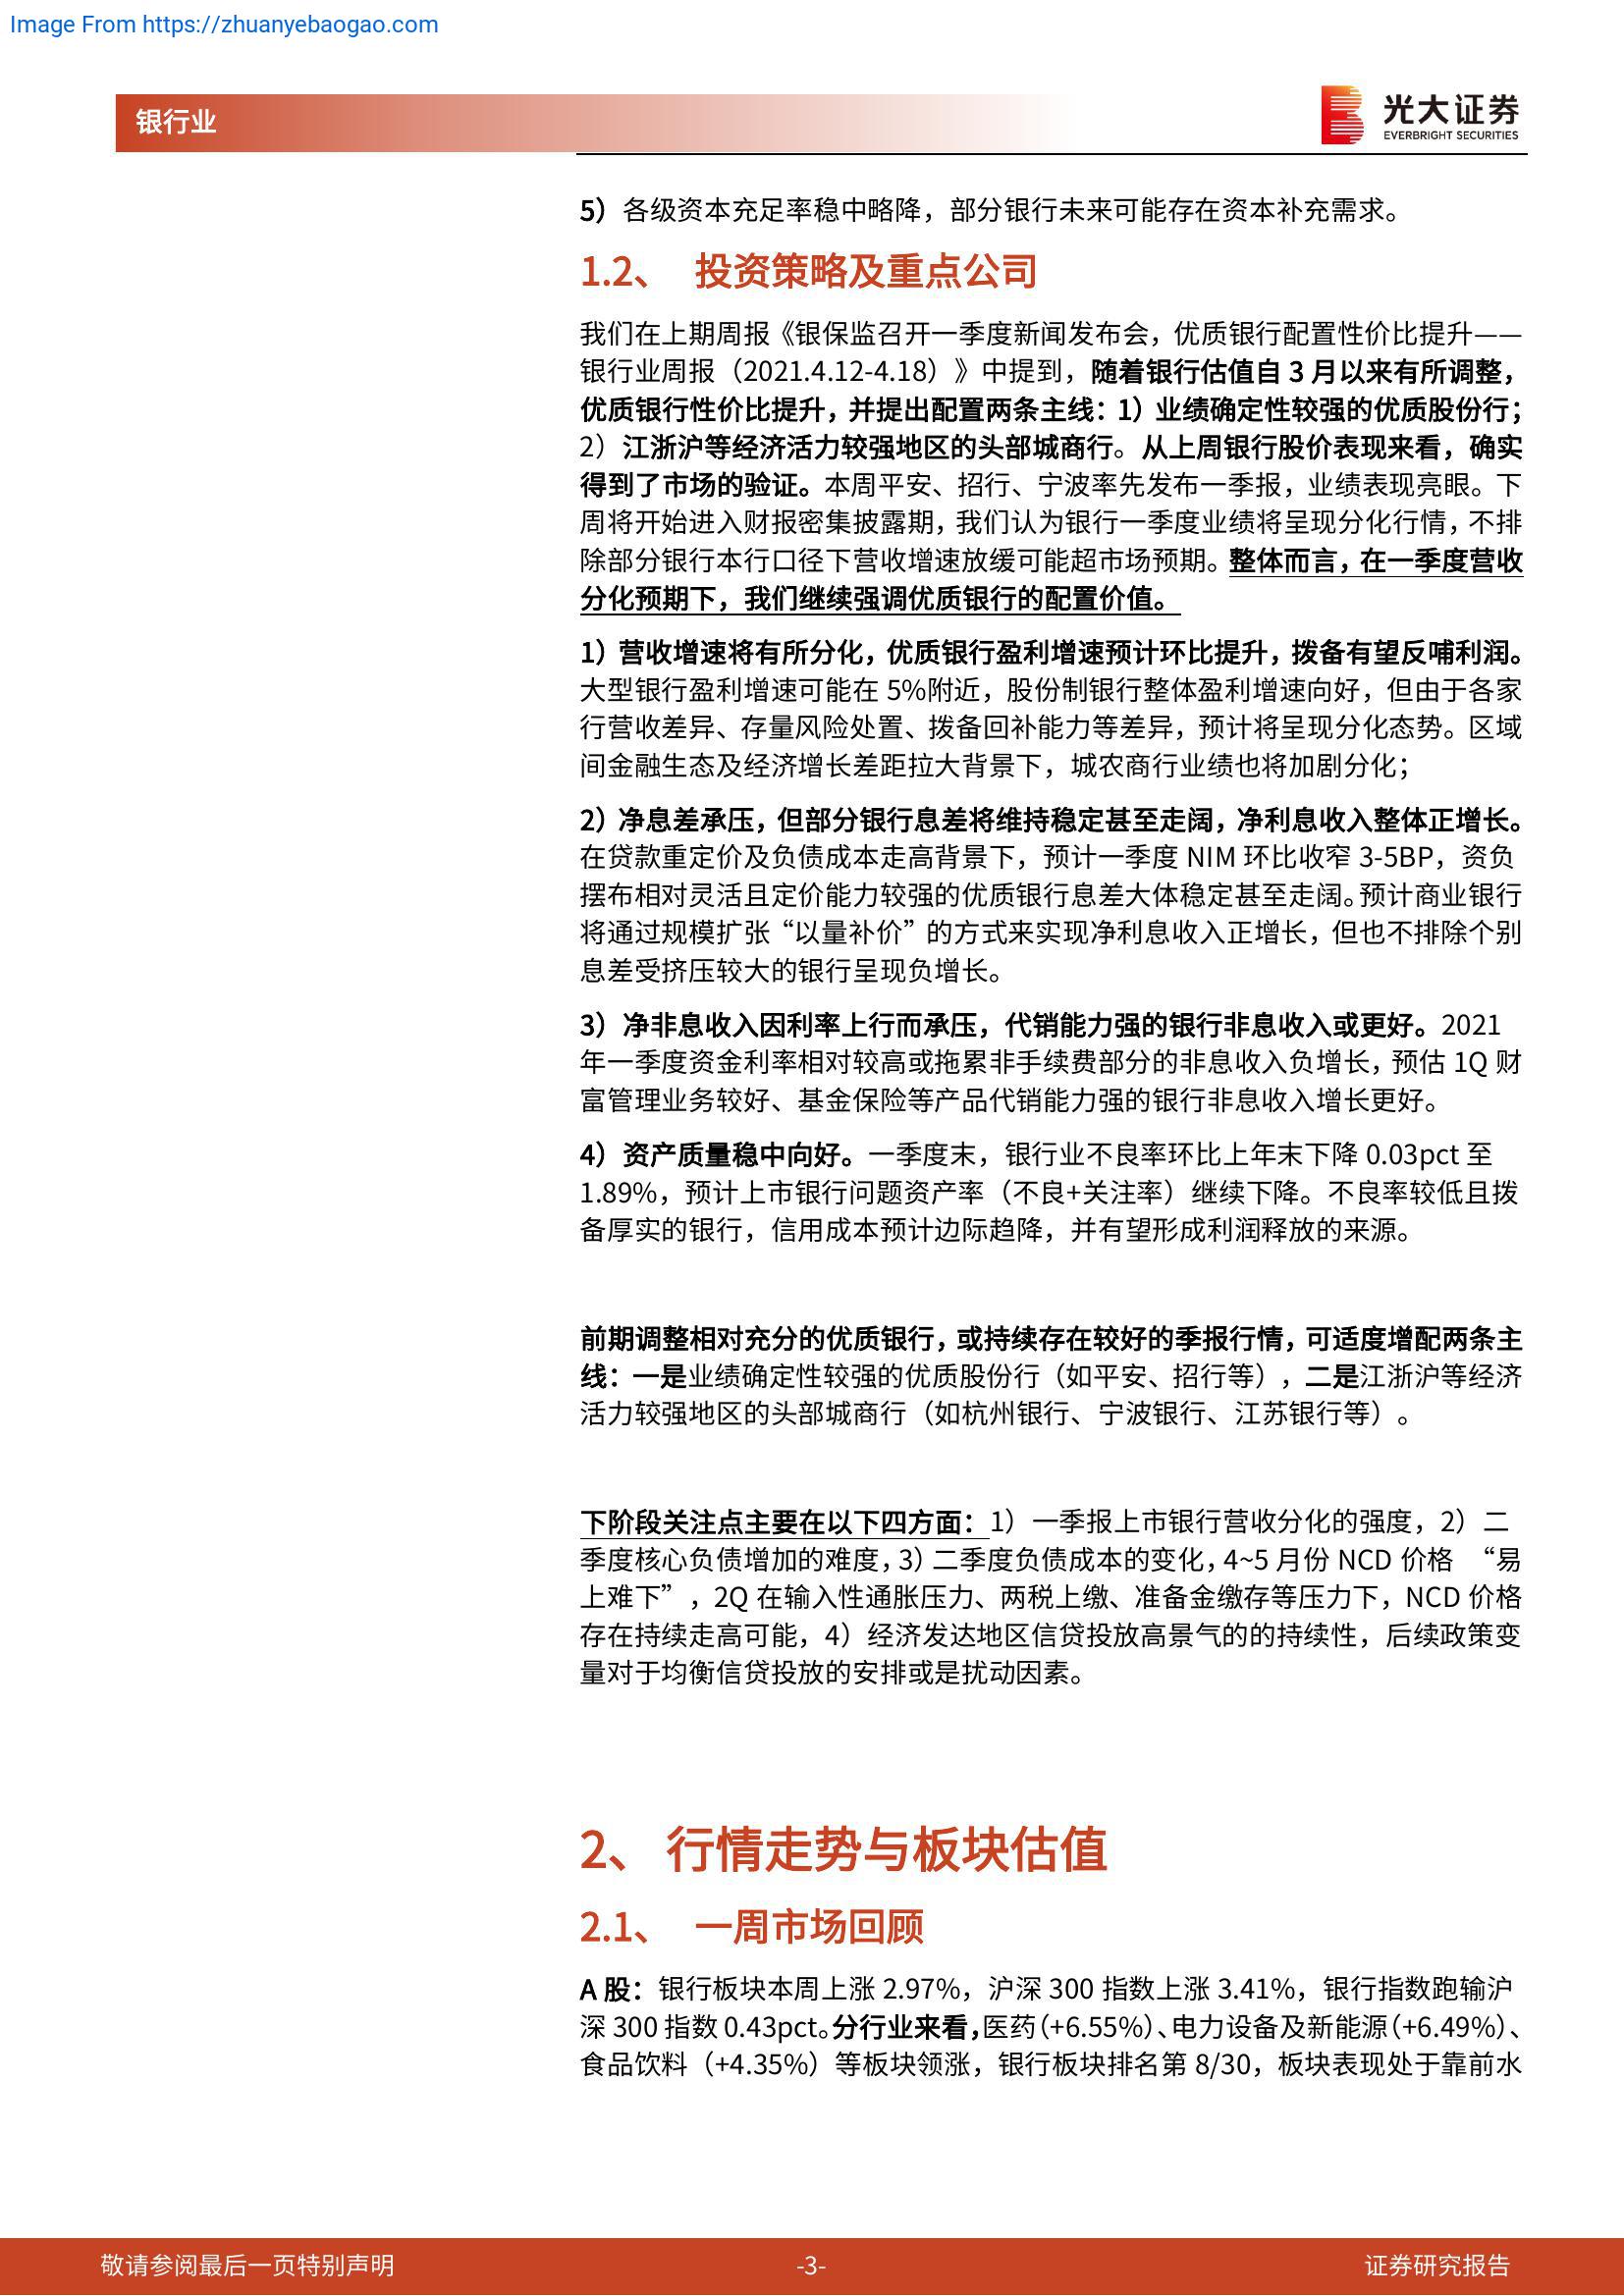 Image From https://zhuanyebaogao.com
银行业
光大证券
EVERBRIGHT SECURITIES
5）各级资本充足率稳中略降，部分银行未来可能存在资本补充需求。
1.2、 投资策略及重点公司
我们在上期周报《银保监召开一季度新闻发布会，优质银行配置性价比提升——
银行业周报（2021.4.12-4.18）》中提到，随着银行估值自 3 月以来有所调整，
优质银行性价比提升，并提出配置两条主线：1）业绩确定性较强的优质股份行；
2）江浙沪等经济活力较强地区的头部城商行。从上周银行股价表现来看，确实
得到了市场的验证。本周平安、招行、宁波率先发布一季报，业绩表现亮眼。下
周将开始进入财报密集披露期，我们认为银行一季度业绩将呈现分化行情，不排
除部分银行本行口径下营收增速放缓可能超市场预期。整体而言，在一季度营收
分化预期下，我们继续强调优质银行的配置价值。
1）营收增速将有所分化，优质银行盈利增速预计环比提升，拨备有望反哺利润。
大型银行盈利增速可能在 5%附近，股份制银行整体盈利增速向好，但由于各家
行营收差异、存量风险处置、拨备回补能力等差异，预计将呈现分化态势。区域
间金融生态及经济增长差距拉大背景下，城农商行业绩也将加剧分化；
2）净息差承压，但部分银行息差将维持稳定甚至走阔，净利息收入整体正增长。
在贷款重定价及负债成本走高背景下，预计一季度 NIM 环比收窄 3-5BP，资负
摆布相对灵活且定价能力较强的优质银行息差大体稳定甚至走阔。预计商业银行
将通过规模扩张“以量补价”的方式来实现净利息收入正增长，但也不排除个别
息差受挤压较大的银行呈现负增长。
3）净非息收入因利率上行而承压，代销能力强的银行非息收入或更好。2021
年一季度资金利率相对较高或拖累非手续费部分的非息收入负增长，预估 1Q 财
富管理业务较好、基金保险等产品代销能力强的银行非息收入增长更好。
4）资产质量稳中向好。一季度末，银行业不良率环比上年末下降 0.03pct 至
1.89%，预计上市银行问题资产率（不良+关注率）继续下降。不良率较低且拨
备厚实的银行，信用成本预计边际趋降，并有望形成利润释放的来源。
前期调整相对充分的优质银行，或持续存在较好的季报行情，可适度增配两条主
线：一是业绩确定性较强的优质股份行（如平安、招行等），二是江浙沪等经济
活力较强地区的头部城商行（如杭州银行、宁波银行、江苏银行等）。
下阶段关注点主要在以下四方面：1）一季报上市银行营收分化的强度，2）二
季度核心负债增加的难度，3）二季度负债成本的变化，4~5 月份 NCD 价格 “易
上难下”，2Q 在输入性通胀压力、两税上缴、准备金缴存等压力下，NCD 价格
存在持续走高可能，4）经济发达地区信贷投放高景气的的持续性，后续政策变
量对于均衡信贷投放的安排或是扰动因素。
2、 行情走势与板块估值
2.1、 一周市场回顾
A 股：银行板块本周上涨 2.97%，沪深 300 指数上涨 3.41%，银行指数跑输沪
深 300 指数 0.43pct。分行业来看，医药（+6.55%）、电力设备及新能源（+6.49%）、
食品饮料（+4.35%）等板块领涨，银行板块排名第 8/30，板块表现处于靠前水
敬请参阅最后一页特别声明
-3-
证券研究报告